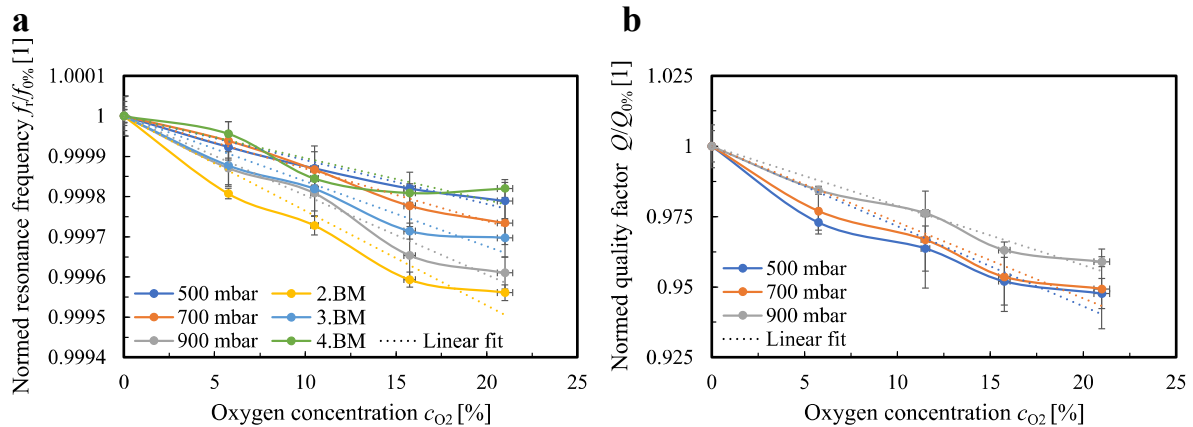 a
Normed resonance frequency fr/f0% [1]
1.0001
1
0.9999
0.9998
0.9997
0.9996
0.9995
0.9994
500 mbar
2.BM
700 mbar
3.BM
900 mbar
4.BM
Linear fit
0
5
10
15
20
25
Oxygen concentration cO2 [%]
b
Normed quality factor Q/Q0% [1]
1.025
1
0.975
0.95
0.925
500 mbar
700 mbar
900 mbar
Linear fit
0
5
10
15
20
25
Oxygen concentration cO2 [%]